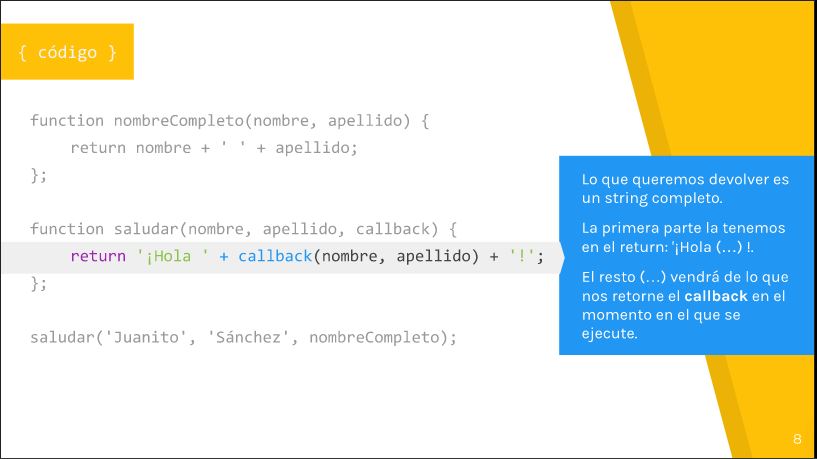 { código }
function nombreCompleto(nombre, apellido) {
return nombre + ' ' + apellido;
};
function saludar(nombre, apellido, callback) {
return '¡Hola ' + callback(nombre, apellido) + '!';
};
saludar('Juanito', 'Sánchez', nombreCompleto);
Lo que queremos devolver es
un string completo.
La primera parte la tenemos
en el return: '¡Hola (...) !.
El resto (...) vendrá de lo que
nos retorne el callback en el
momento en el que se
ejecute.
8